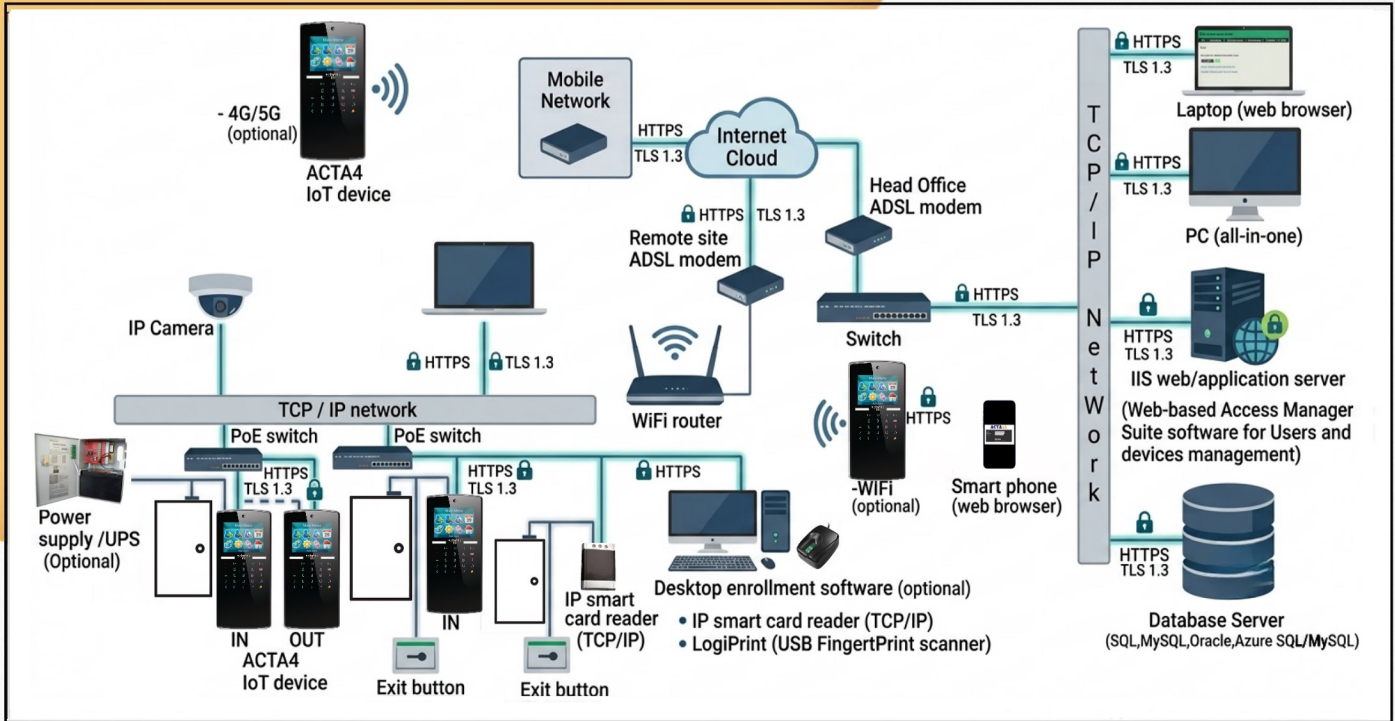 - 4G/5G
(optional)
ACTA4
IoT device
Mobile
Network
HTTPS
TLS 1.3
Internet
Cloud
HTTPS
TLS 1.3
Remote site
ADSL modem
Head Office
ADSL modem
Switch
HTTPS
TLS 1.3
WiFi router
-WIFi
(optional)
HTTPS
Smart phone
(web browser)
IP Camera
HTTPS
TLS 1.3
TCP / IP network
PoE switch
PoE switch
Power
supply /UPS
(Optional)
HTTPS
TLS 1.3
IN
OUT
ACTA4
IoT device
HTTPS
TLS 1.3
IN
Exit button
Exit button
IP smart
card reader
(TCP/IP)
HTTPS
Desktop enrollment software (optional)
• IP smart card reader (TCP/IP)
• LogiPrint (USB FingertPrint scanner)
TCP/IP NetWork
HTTPS
TLS 1.3
Laptop (web browser)
HTTPS
TLS 1.3
PC (all-in-one)
HTTPS
TLS 1.3
IIS web/application server
(Web-based Access Manager
Suite software for Users and
devices management)
HTTPS
TLS 1.3
Database Server
(SQL,MySQL,Oracle,Azure SQL/MySQL)